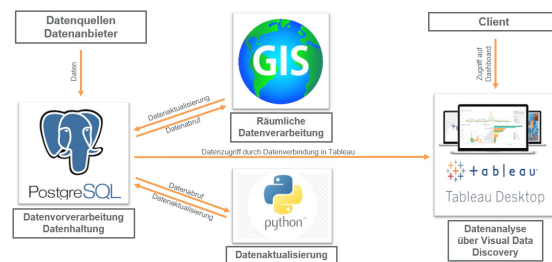 Datenquellen
Datenanbieter
Client
Daten
Zugriff auf
Dashboard
GIS
Datenaktualisierung
Datenabruf
Räumliche
Datenverarbeitung
PostgreSQL
Datenzugriff durch Datenverbindung in Tableau
+ableau
Tableau Desktop
Datenabruf
Datenaktualisierung
python
Datenvorverarbeitung
Datenhaltung
Datenaktualisierung
Datenanalyse
über Visual Data
Discovery